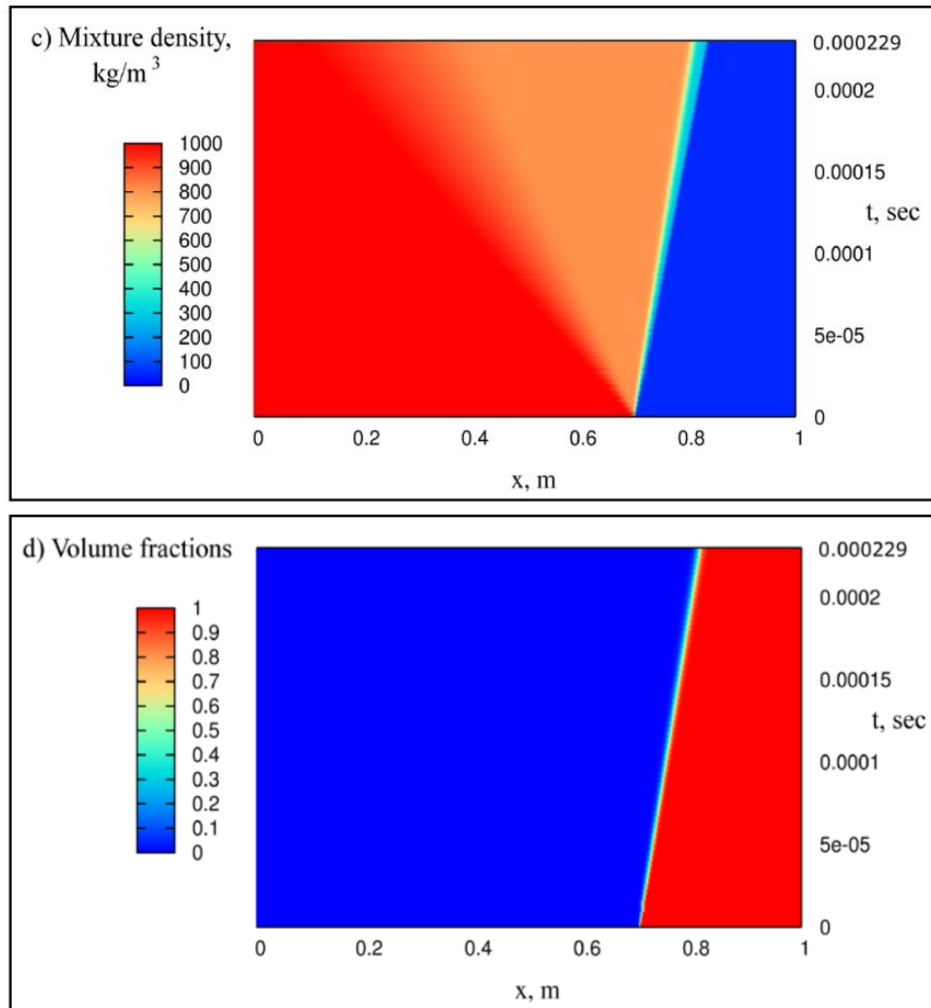 c) Mixture density,
kg/m³
1000
900
800
700
600
500
400
300
200
100
0
0.000229
0.0002
0.00015
t, sec
0.0001
5e-05
0
0 0.2 0.4 0.6 0.8 1
x, m
d) Volume fractions
1
0.9
0.8
0.7
0.6
0.5
0.4
0.3
0.2
0.1
0
0.000229
0.0002
0.00015
t, sec
0.0001
5e-05
0
0 0.2 0.4 0.6 0.8 1
x, m